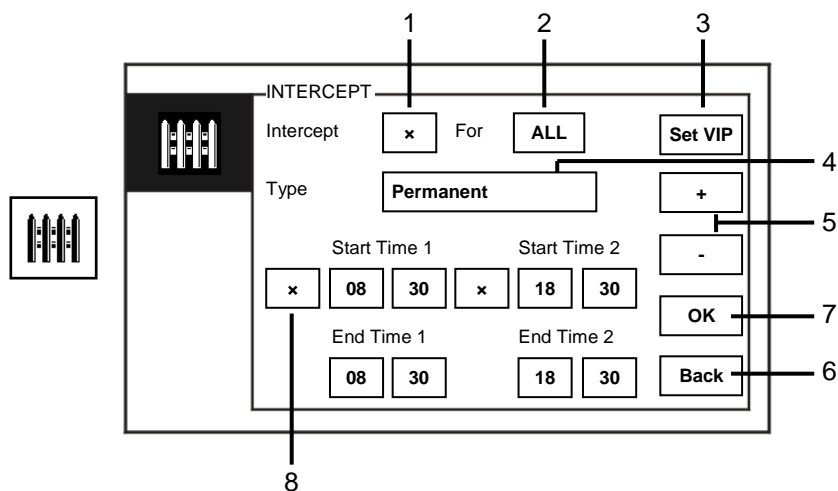 1 2 3
INTERCEPT
Intercept × For ALL Set VIP
4
Type Permanent +
5
Start Time 1 Start Time 2 -
× 08 30 × 18 30
OK 7
End Time 1 End Time 2
08 30 18 30 Back 6
8